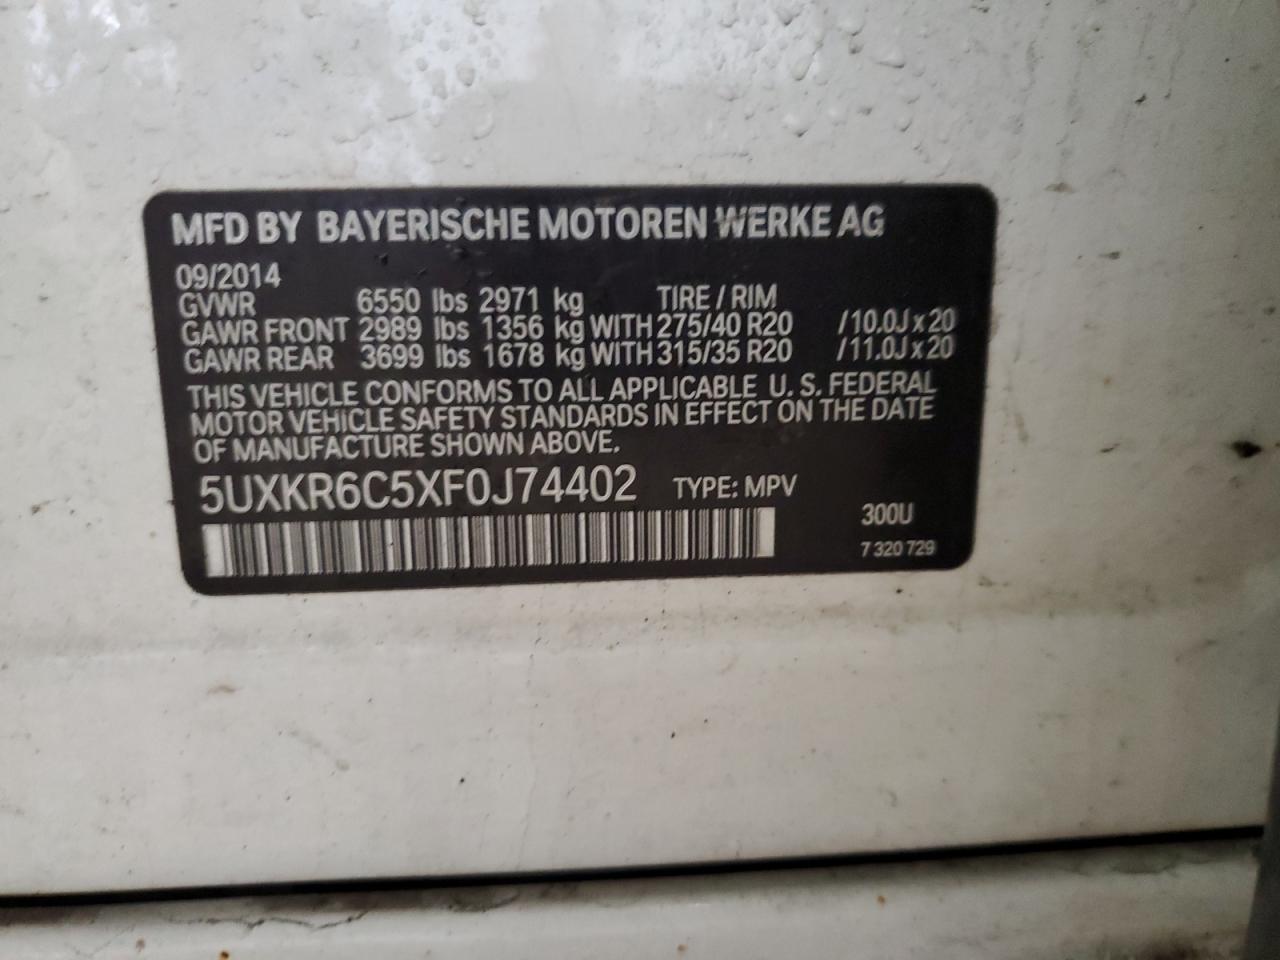 MFD BY BAYERISCHE MOTOREN WERKE AG
09/2014
GVWR 6550 lbs 2971 kg TIRE / RIM
GAWR FRONT 2989 lbs 1356 kg WITH 275/40 R20 /10.0J x 20
GAWR REAR 3699 lbs 1678 kg WITH 315/35 R20 /11.0J x 20
THIS VEHICLE CONFORMS TO ALL APPLICABLE U. S. FEDERAL
MOTOR VEHICLE SAFETY STANDARDS IN EFFECT ON THE DATE
OF MANUFACTURE SHOWN ABOVE.
5UXKR6C5XF0J74402 TYPE: MPV
300U
7 320 729